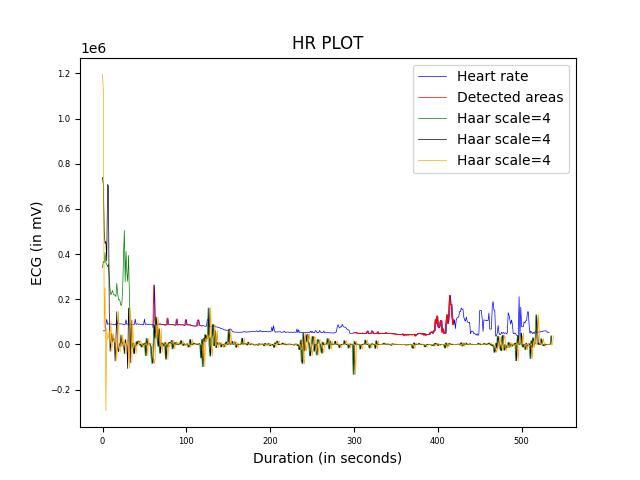 HR PLOT
1e6
Heart rate
Detected areas
Haar scale=4
Haar scale=4
Haar scale=4
1.2
1.0
0.8
0.6
0.4
0.2
0.0
−0.2
ECG (in mV)
0 100 200 300 400 500
Duration (in seconds)